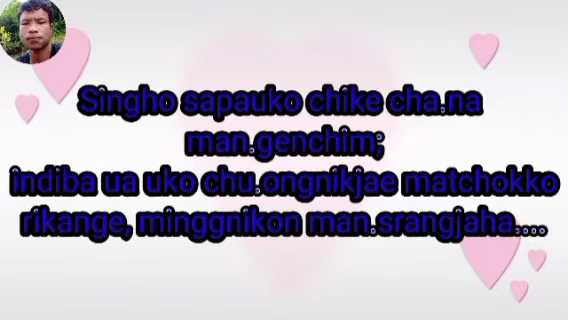 Singho sapauko chike cha.na
man.genchim;
indiba ua uko chu.ongnikjae matchokko
rikange, minggnikon man.srangjaha....